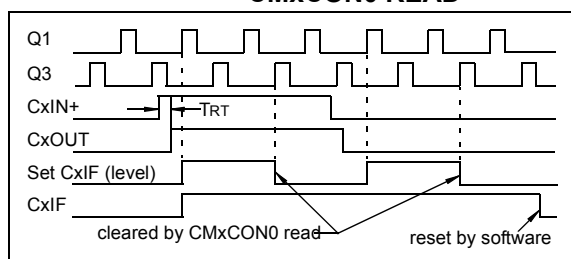 CMxCON0 READ
Q1
Q3
CxIN+
TRT
CxOUT
Set CxIF (level)
CxIF
cleared by CMxCON0 read
reset by software